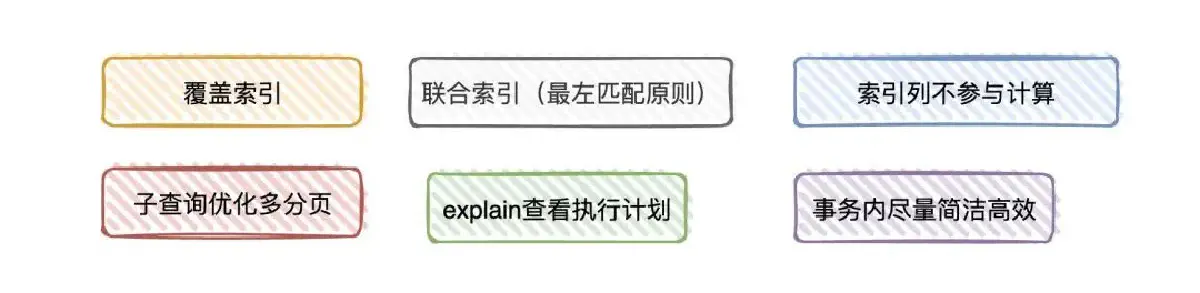 覆盖索引
联合索引（最左匹配原则）
索引列不参与计算
子查询优化多分页
explain查看执行计划
事务内尽量简洁高效